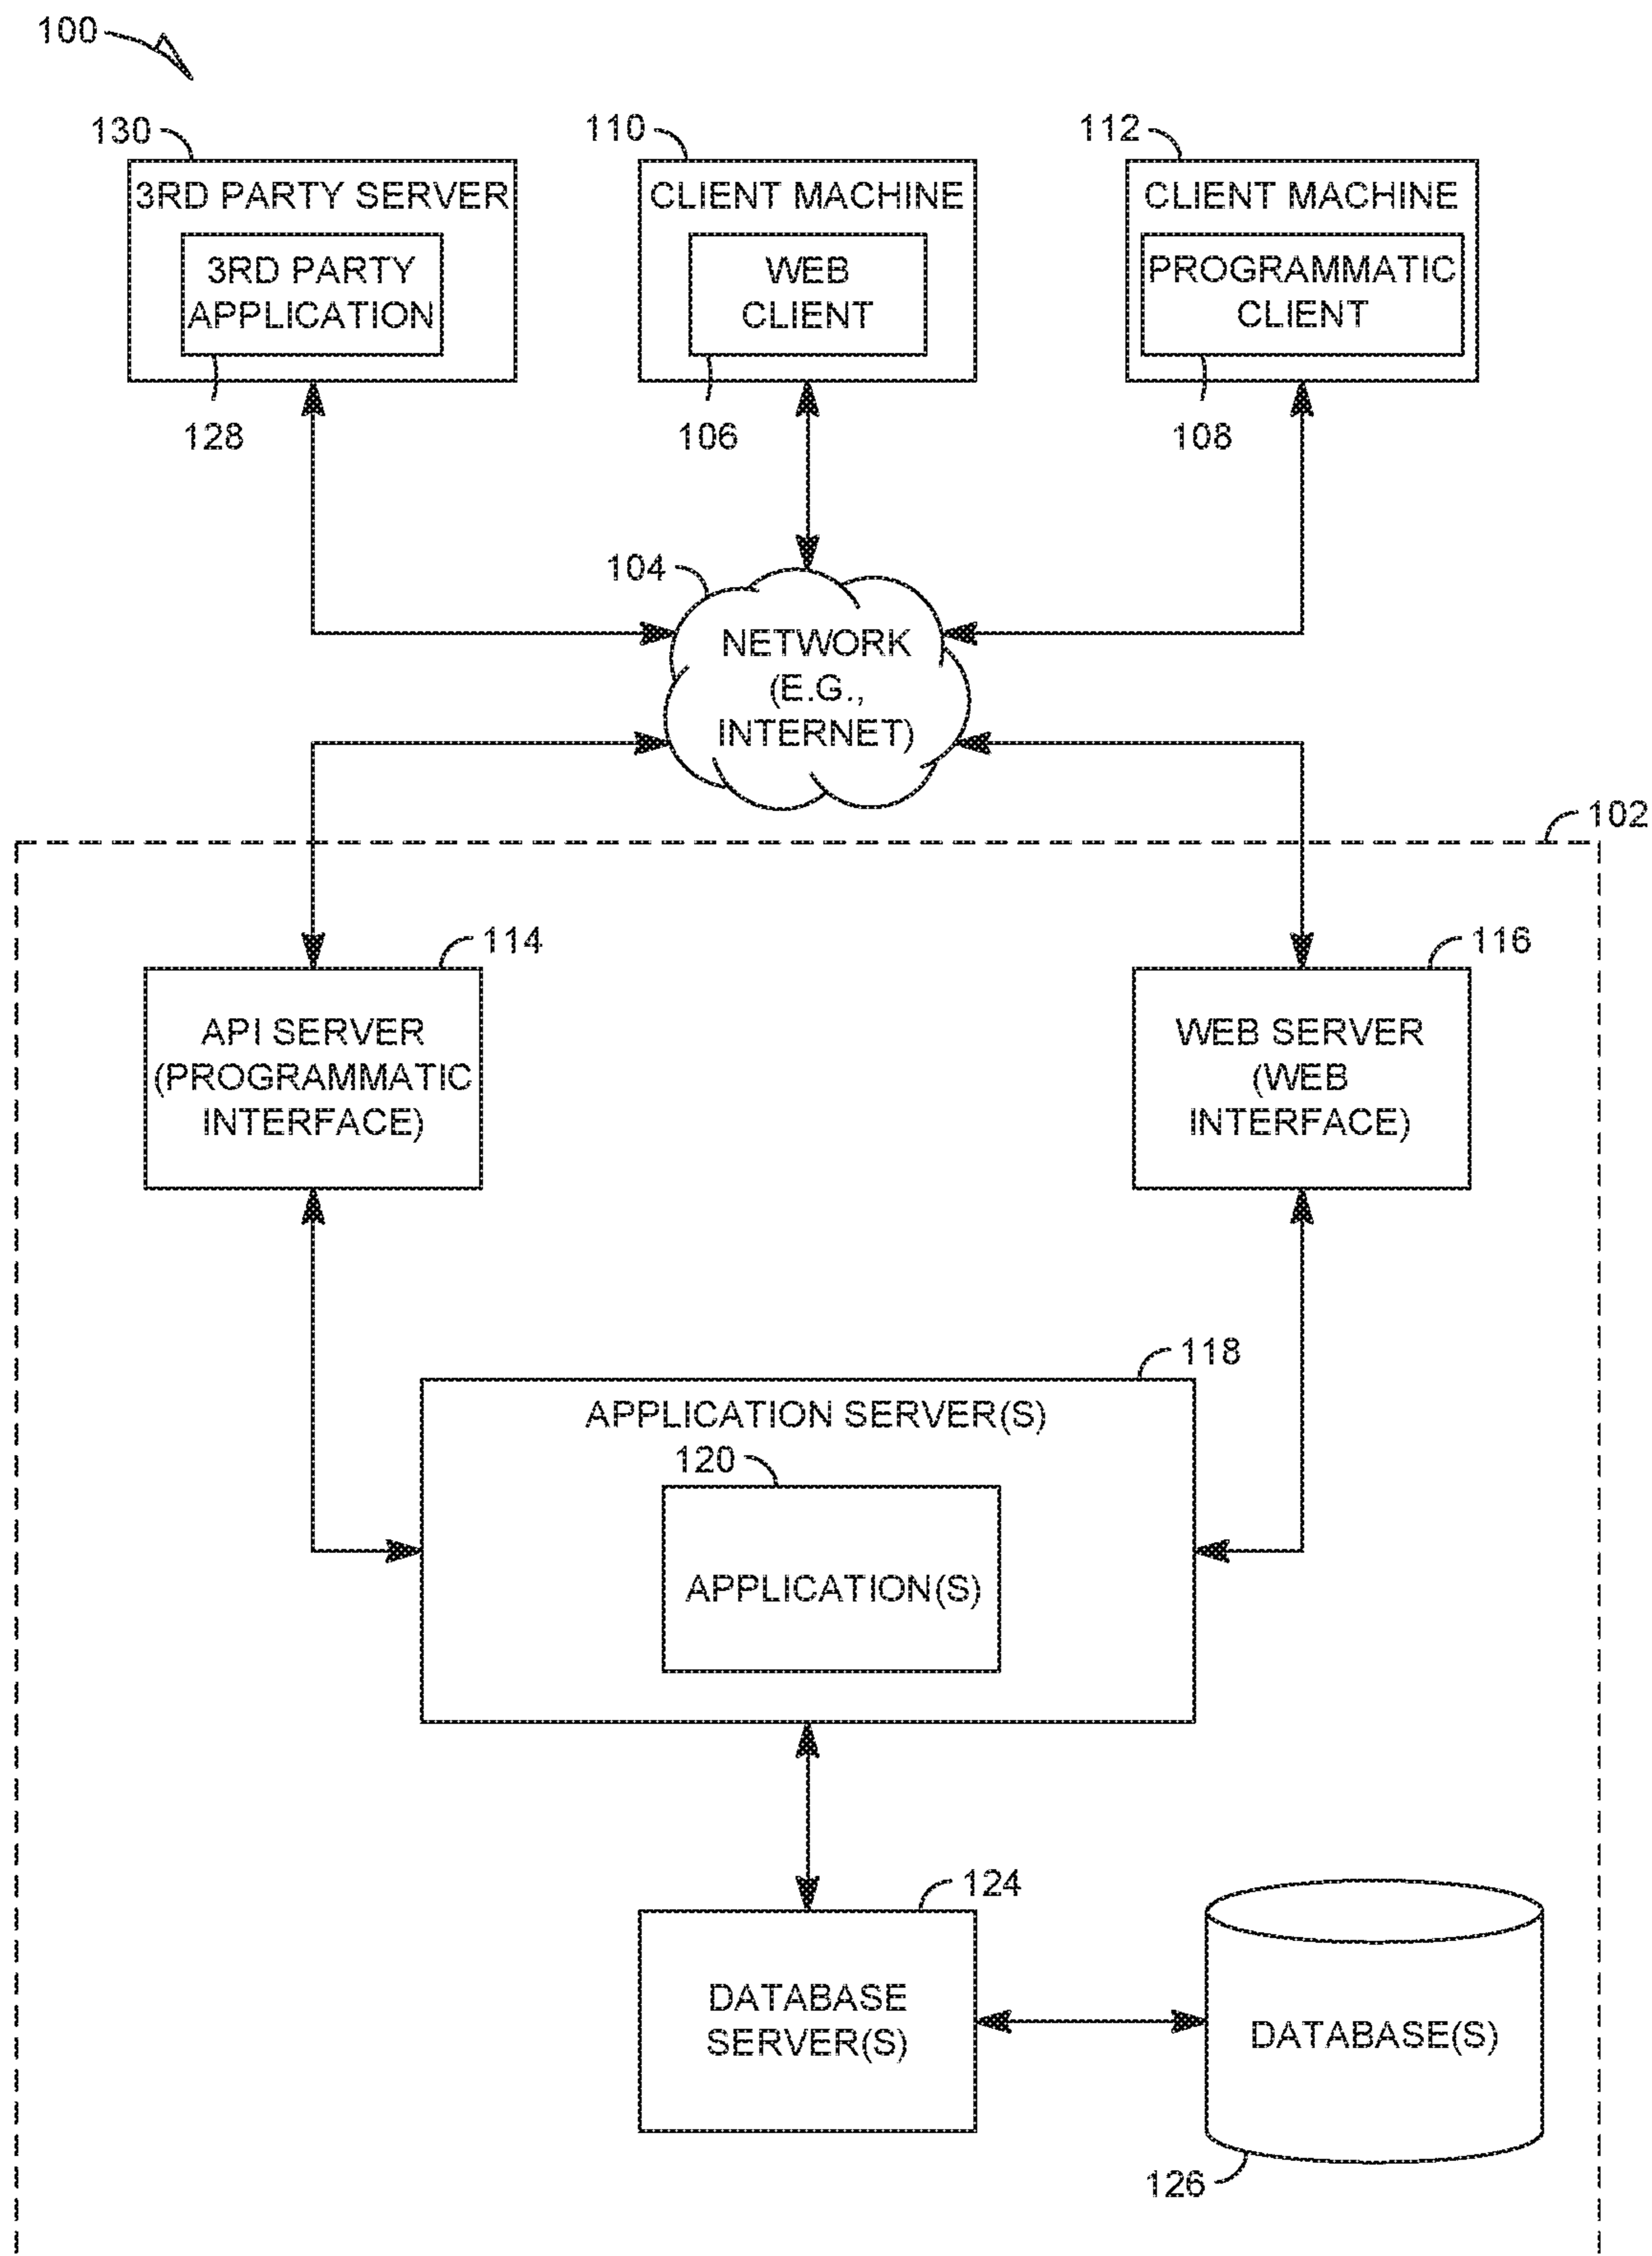 100
130
110
112
3RD PARTY SERVER
CLIENT MACHINE
CLIENT MACHINE
3RD PARTY
APPLICATION
WEB
CLIENT
PROGRAMMATIC
CLIENT
128
106
108
104
NETWORK
(E.G.,
INTERNET)
102
114
116
API SERVER
(PROGRAMMATIC
INTERFACE)
WEB SERVER
(WEB
INTERFACE)
118
APPLICATION SERVER(S)
120
APPLICATION(S)
124
DATABASE
SERVER(S)
DATABASE(S)
126